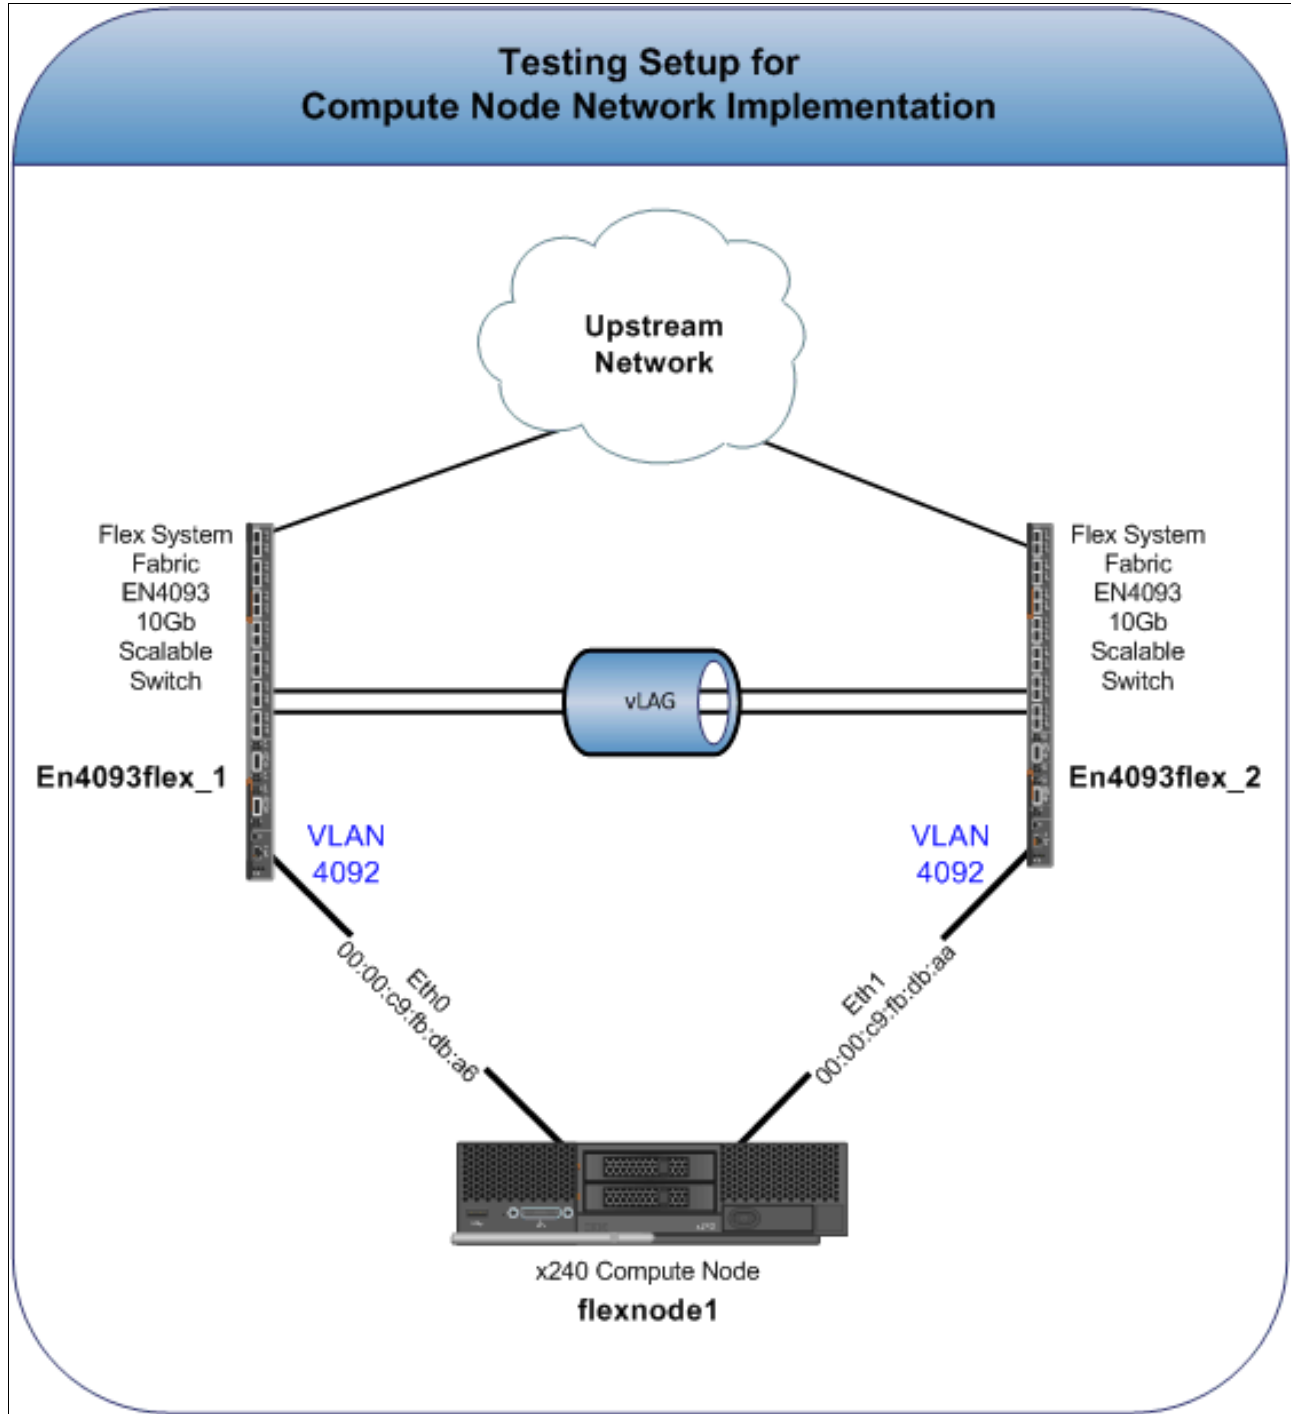 Testing Setup for
Compute Node Network Implementation
Upstream
Network
Flex System
Fabric
EN4093
10Gb
Scalable
Switch
Flex System
Fabric
EN4093
10Gb
Scalable
Switch
vLAG
En4093flex_1
En4093flex_2
VLAN
4092
VLAN
4092
Eth0
00:00:c9:fb:db:a6
Eth1
00:00:c9:fb:db:aa
x240 Compute Node
flexnode1